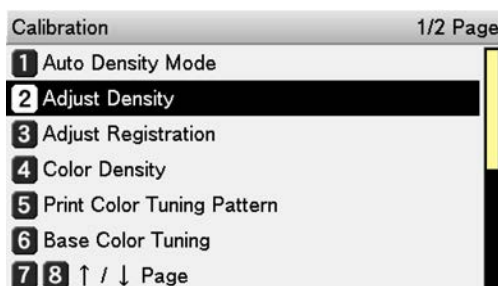 Calibration 1/2 Page
1 Auto Density Mode
2 Adjust Density
3 Adjust Registration
4 Color Density
5 Print Color Tuning Pattern
6 Base Color Tuning
7 8 ↑ / ↓ Page